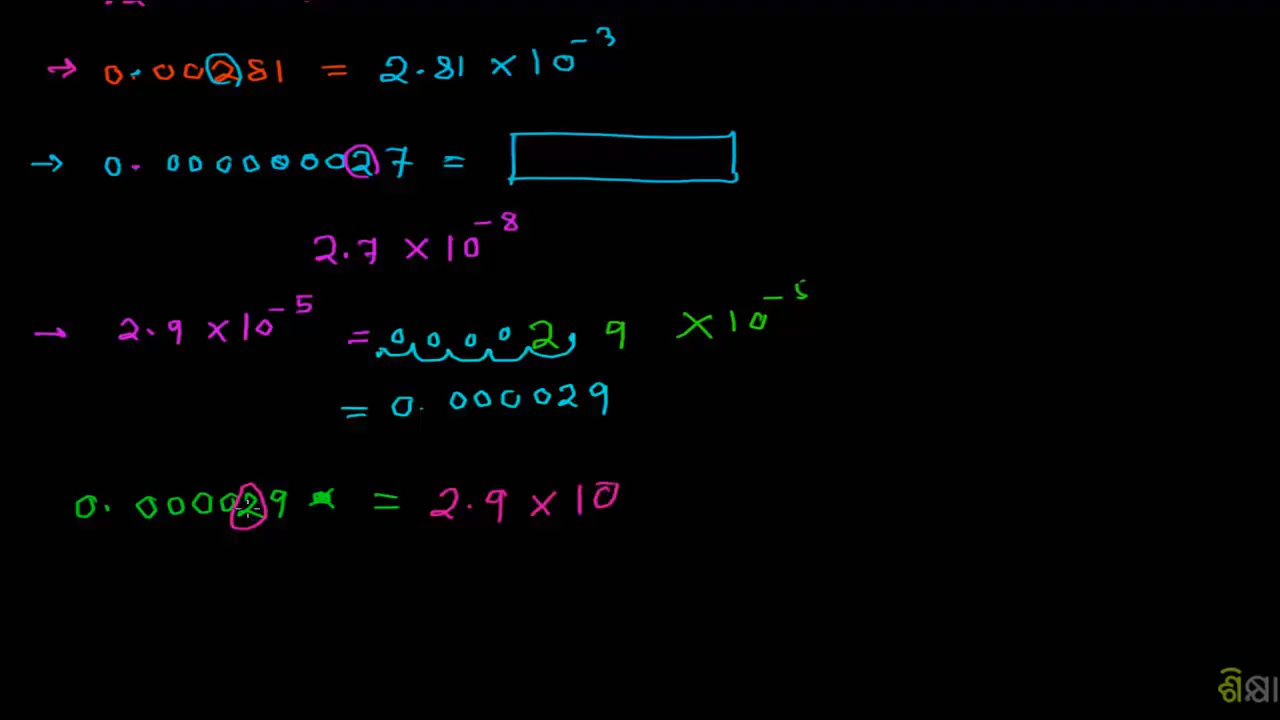 → 0.00281 = 2.81 × 10⁻³
→ 0.000000027 =
2.7 × 10⁻⁸
→ 2.9 × 10⁻⁵ = .00002 9 × 10⁻⁵
= 0.000029
0.000029 = 2.9 × 10
ଶିକ୍ଷା